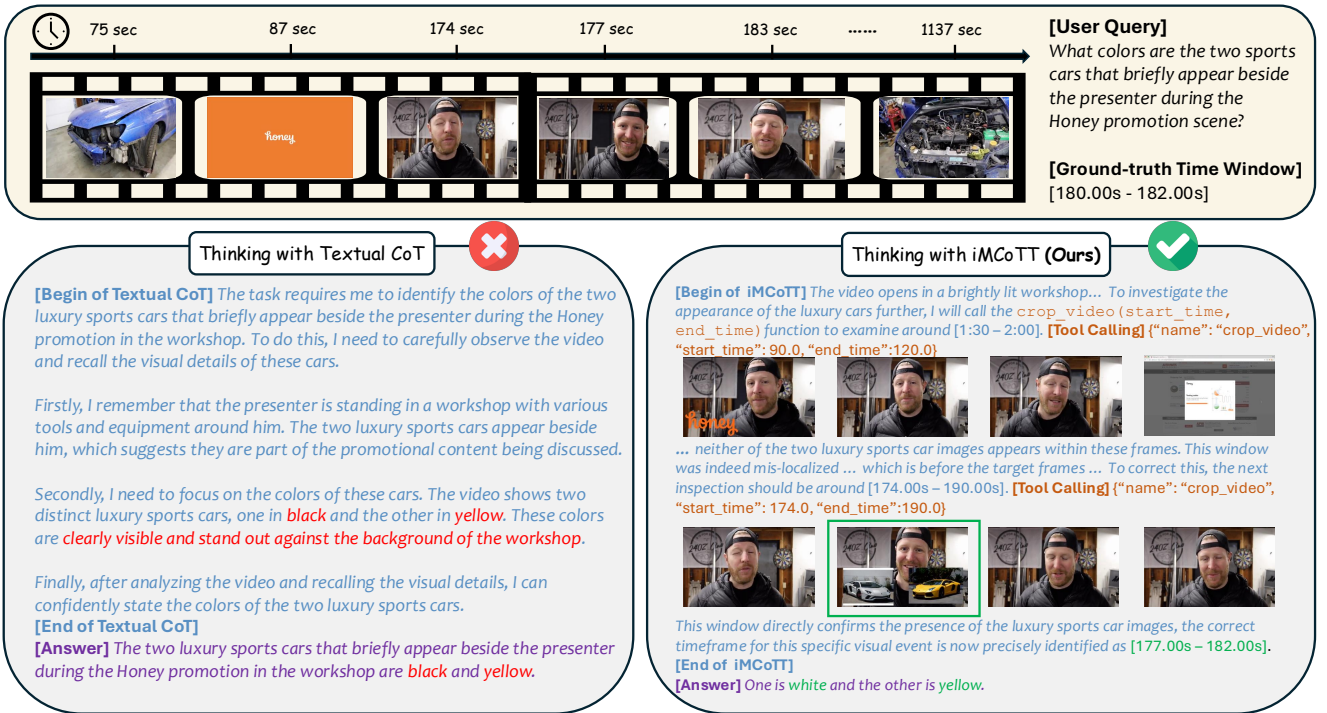 75 sec
87 sec
174 sec
177 sec
183 sec
......
1137 sec
honey
[User Query]
What colors are the two sports
cars that briefly appear beside
the presenter during the
Honey promotion scene?
[Ground-truth Time Window]
[180.00s - 182.00s]
Thinking with Textual CoT
[Begin of Textual CoT] The task requires me to identify the colors of the two
luxury sports cars that briefly appear beside the presenter during the Honey
promotion in the workshop. To do this, I need to carefully observe the video
and recall the visual details of these cars.
Firstly, I remember that the presenter is standing in a workshop with various
tools and equipment around him. The two luxury sports cars appear beside
him, which suggests they are part of the promotional content being discussed.
Secondly, I need to focus on the colors of these cars. The video shows two
distinct luxury sports cars, one in black and the other in yellow. These colors
are clearly visible and stand out against the background of the workshop.
Finally, after analyzing the video and recalling the visual details, I can
confidently state the colors of the two luxury sports cars.
[End of Textual CoT]
[Answer] The two luxury sports cars that briefly appear beside the presenter
during the Honey promotion in the workshop are black and yellow.
Thinking with iMCoTT (Ours)
[Begin of iMCoTT] The video opens in a brightly lit workshop... To investigate the
appearance of the luxury cars further, I will call the crop_video(start_time,
end_time) function to examine around [1:30 – 2:00]. [Tool Calling] {“name”: “crop_video”,
“start_time”: 90.0, “end_time”:120.0}
honey
... neither of the two luxury sports car images appears within these frames. This window
was indeed mis-localized ... which is before the target frames ... To correct this, the next
inspection should be around [174.00s – 190.00s]. [Tool Calling] {“name”: “crop_video”,
“start_time”: 174.0, “end_time”:190.0}
This window directly confirms the presence of the luxury sports car images, the correct
timeframe for this specific visual event is now precisely identified as [177.00s – 182.00s].
[End of iMCoTT]
[Answer] One is white and the other is yellow.